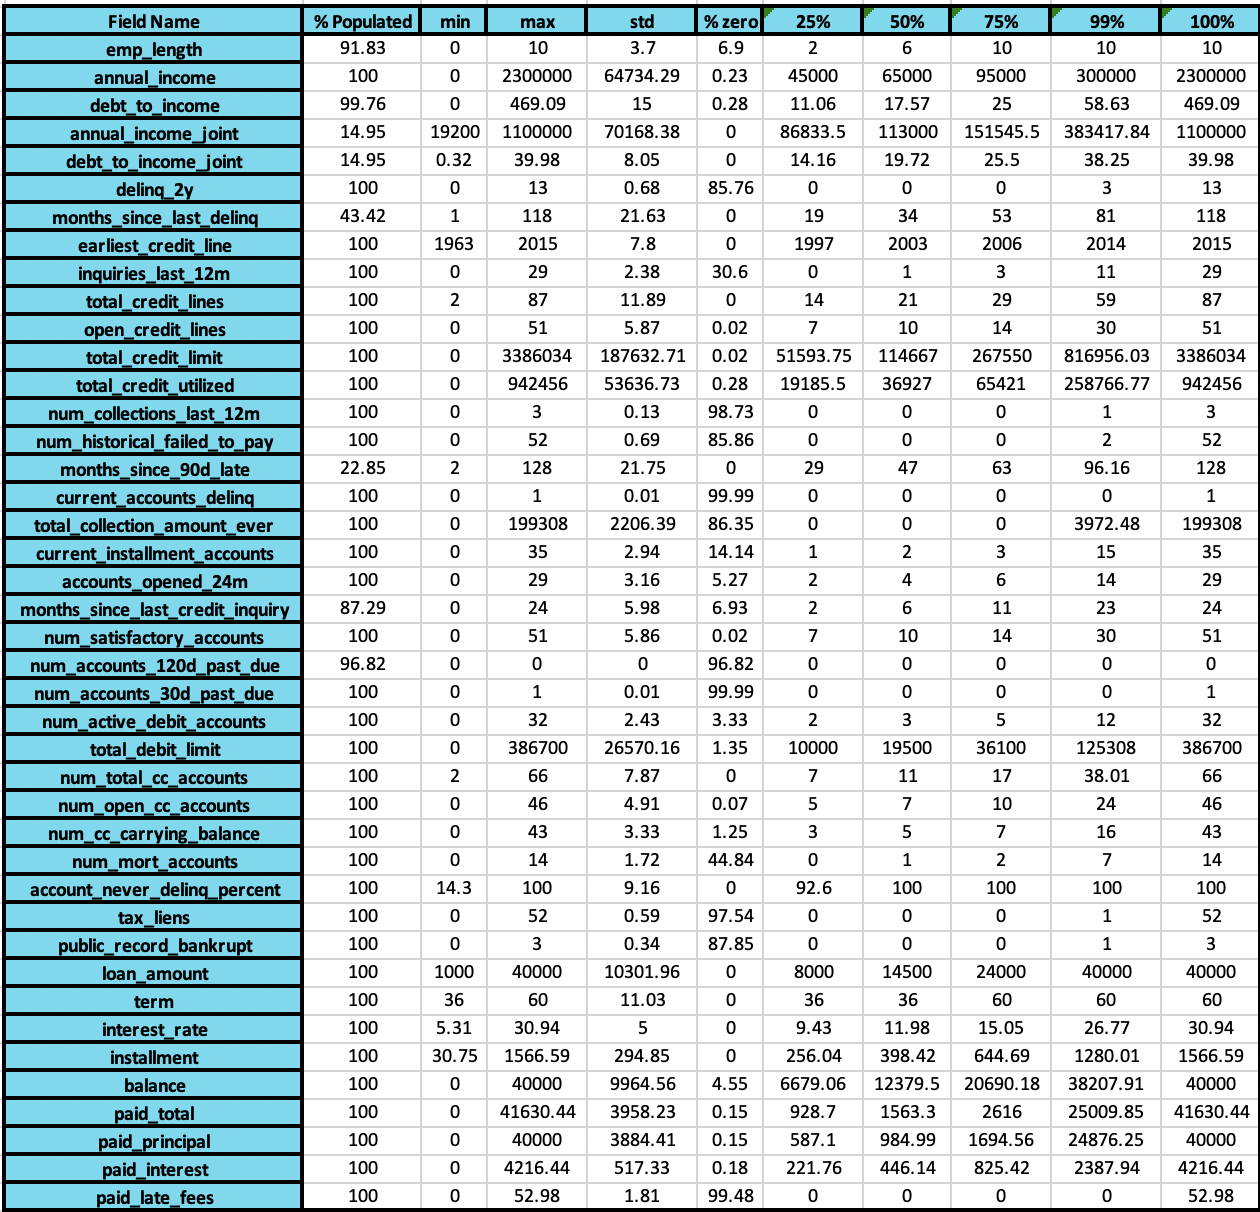 Field Name % Populated min max std % zero 25% 50% 75% 99% 100%
emp_length 91.83 0 10 3.7 6.9 2 6 10 10 10
annual_income 100 0 2300000 64734.29 0.23 45000 65000 95000 300000 2300000
debt_to_income 99.76 0 469.09 15 0.28 11.06 17.57 25 58.63 469.09
annual_income_joint 14.95 19200 1100000 70168.38 0 86833.5 113000 151545.5 383417.84 1100000
debt_to_income_joint 14.95 0.32 39.98 8.05 0 14.16 19.72 25.5 38.25 39.98
delinq_2y 100 0 13 0.68 85.76 0 0 0 3 13
months_since_last_delinq 43.42 1 118 21.63 0 19 34 53 81 118
earliest_credit_line 100 1963 2015 7.8 0 1997 2003 2006 2014 2015
inquiries_last_12m 100 0 29 2.38 30.6 0 1 3 11 29
total_credit_lines 100 2 87 11.89 0 14 21 29 59 87
open_credit_lines 100 0 51 5.87 0.02 7 10 14 30 51
total_credit_limit 100 0 3386034 187632.71 0.02 51593.75 114667 267550 816956.03 3386034
total_credit_utilized 100 0 942456 53636.73 0.28 19185.5 36927 65421 258766.77 942456
num_collections_last_12m 100 0 3 0.13 98.73 0 0 0 1 3
num_historical_failed_to_pay 100 0 52 0.69 85.86 0 0 0 2 52
months_since_90d_late 22.85 2 128 21.75 0 29 47 63 96.16 128
current_accounts_delinq 100 0 1 0.01 99.99 0 0 0 0 1
total_collection_amount_ever 100 0 199308 2206.39 86.35 0 0 0 3972.48 199308
current_installment_accounts 100 0 35 2.94 14.14 1 2 3 15 35
accounts_opened_24m 100 0 29 3.16 5.27 2 4 6 14 29
months_since_last_credit_inquiry 87.29 0 24 5.98 6.93 2 6 11 23 24
num_satisfactory_accounts 100 0 51 5.86 0.02 7 10 14 30 51
num_accounts_120d_past_due 96.82 0 0 0 96.82 0 0 0 0 0
num_accounts_30d_past_due 100 0 1 0.01 99.99 0 0 0 0 1
num_active_debit_accounts 100 0 32 2.43 3.33 2 3 5 12 32
total_debit_limit 100 0 386700 26570.16 1.35 10000 19500 36100 125308 386700
num_total_cc_accounts 100 2 66 7.87 0 7 11 17 38.01 66
num_open_cc_accounts 100 0 46 4.91 0.07 5 7 10 24 46
num_cc_carrying_balance 100 0 43 3.33 1.25 3 5 7 16 43
num_mort_accounts 100 0 14 1.72 44.84 0 1 2 7 14
account_never_delinq_percent 100 14.3 100 9.16 0 92.6 100 100 100 100
tax_liens 100 0 52 0.59 97.54 0 0 0 1 52
public_record_bankrupt 100 0 3 0.34 87.85 0 0 0 1 3
loan_amount 100 1000 40000 10301.96 0 8000 14500 24000 40000 40000
term 100 36 60 11.03 0 36 36 60 60 60
interest_rate 100 5.31 30.94 5 0 9.43 11.98 15.05 26.77 30.94
installment 100 30.75 1566.59 294.85 0 256.04 398.42 644.69 1280.01 1566.59
balance 100 0 40000 9964.56 4.55 6679.06 12379.5 20690.18 38207.91 40000
paid_total 100 0 41630.44 3958.23 0.15 928.7 1563.3 2616 25009.85 41630.44
paid_principal 100 0 40000 3884.41 0.15 587.1 984.99 1694.56 24876.25 40000
paid_interest 100 0 4216.44 517.33 0.18 221.76 446.14 825.42 2387.94 4216.44
paid_late_fees 100 0 52.98 1.81 99.48 0 0 0 0 52.98